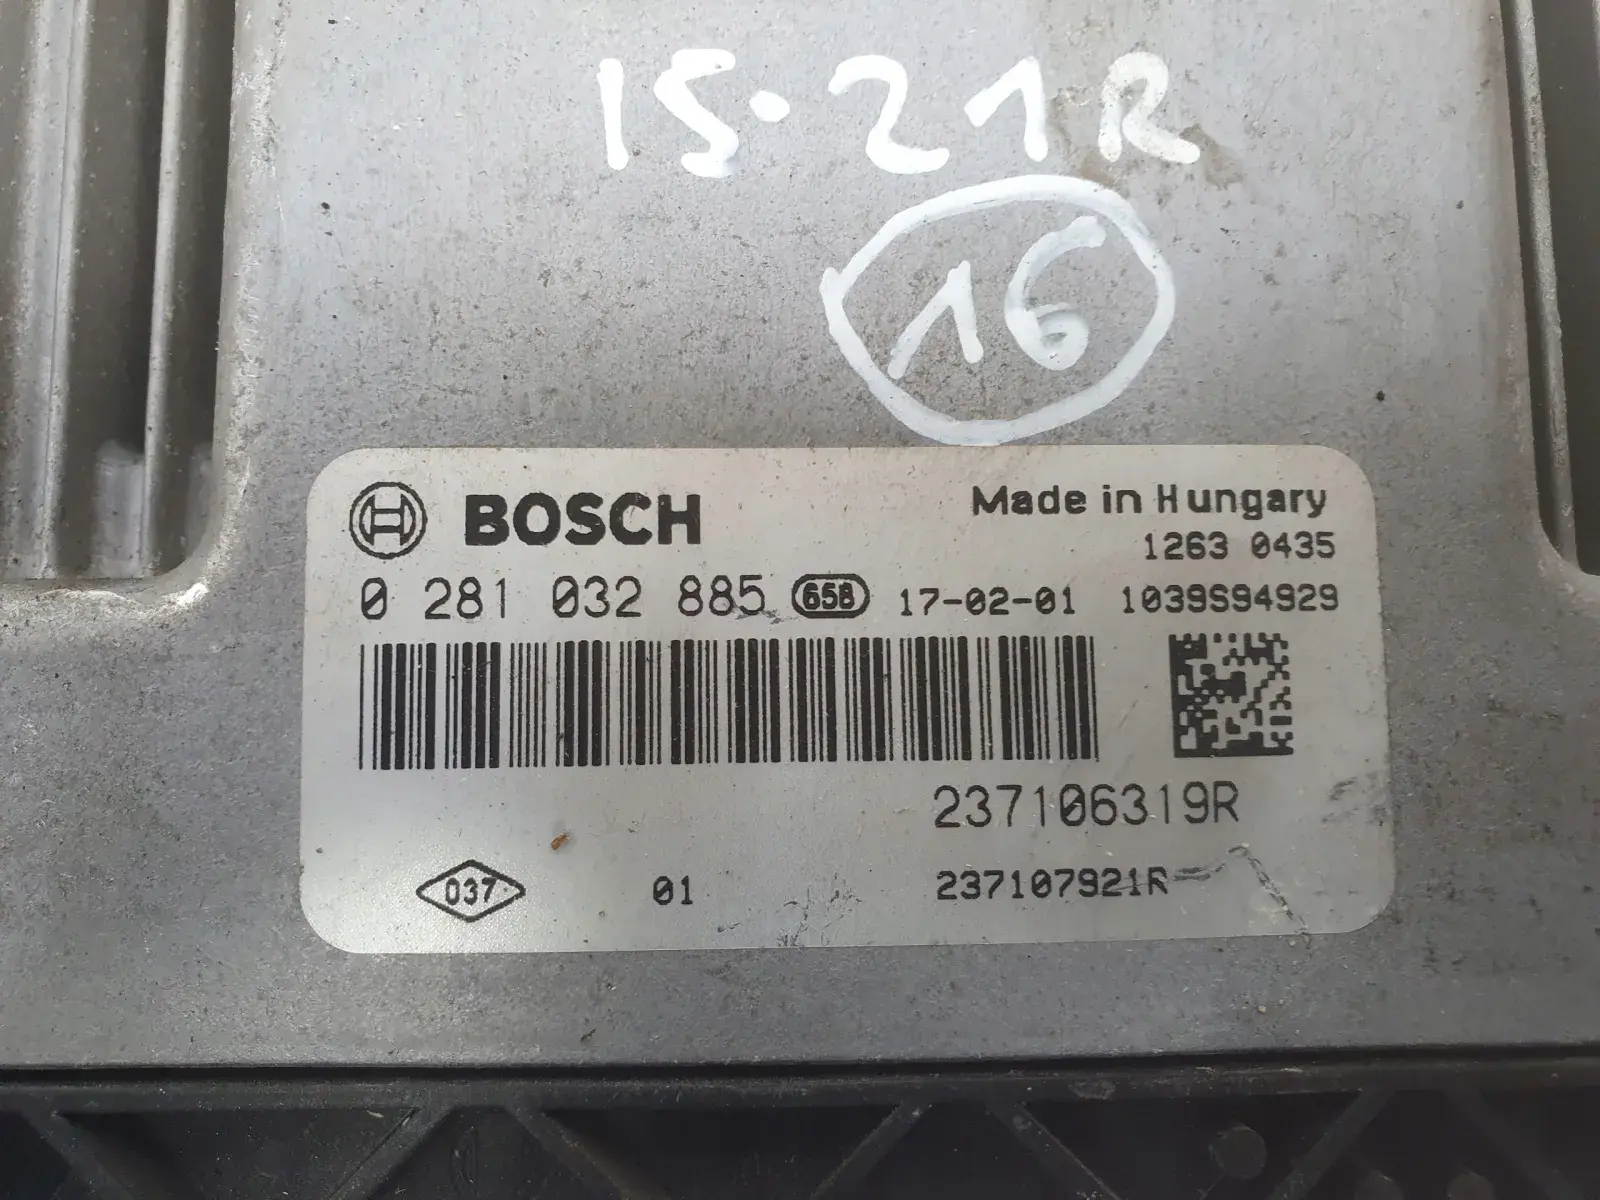 IS·21R
16
BOSCH
Made in Hungary
1263 0435
0 281 032 885 658 17-02-01 1039S94929
237106319R
037 01 237107921R